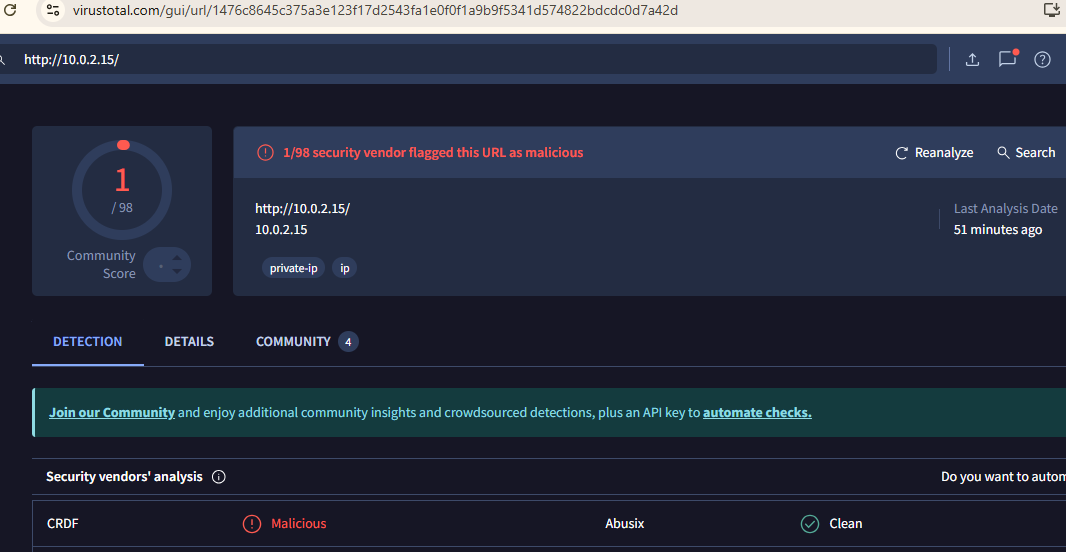 virustotal.com/gui/url/1476c8645c375a3e123f17d2543fa1e0f0f1a9b9f5341d574822bdcdc0d7a42d
http://10.0.2.15/
1
/ 98
Community
Score
1/98 security vendor flagged this URL as malicious
Reanalyze
Search
http://10.0.2.15/
10.0.2.15
private-ip
ip
Last Analysis Date
51 minutes ago
DETECTION
DETAILS
COMMUNITY
4
Join our Community and enjoy additional community insights and crowdsourced detections, plus an API key to automate checks.
Security vendors' analysis
Do you want to autom
CRDF
Malicious
Abusix
Clean